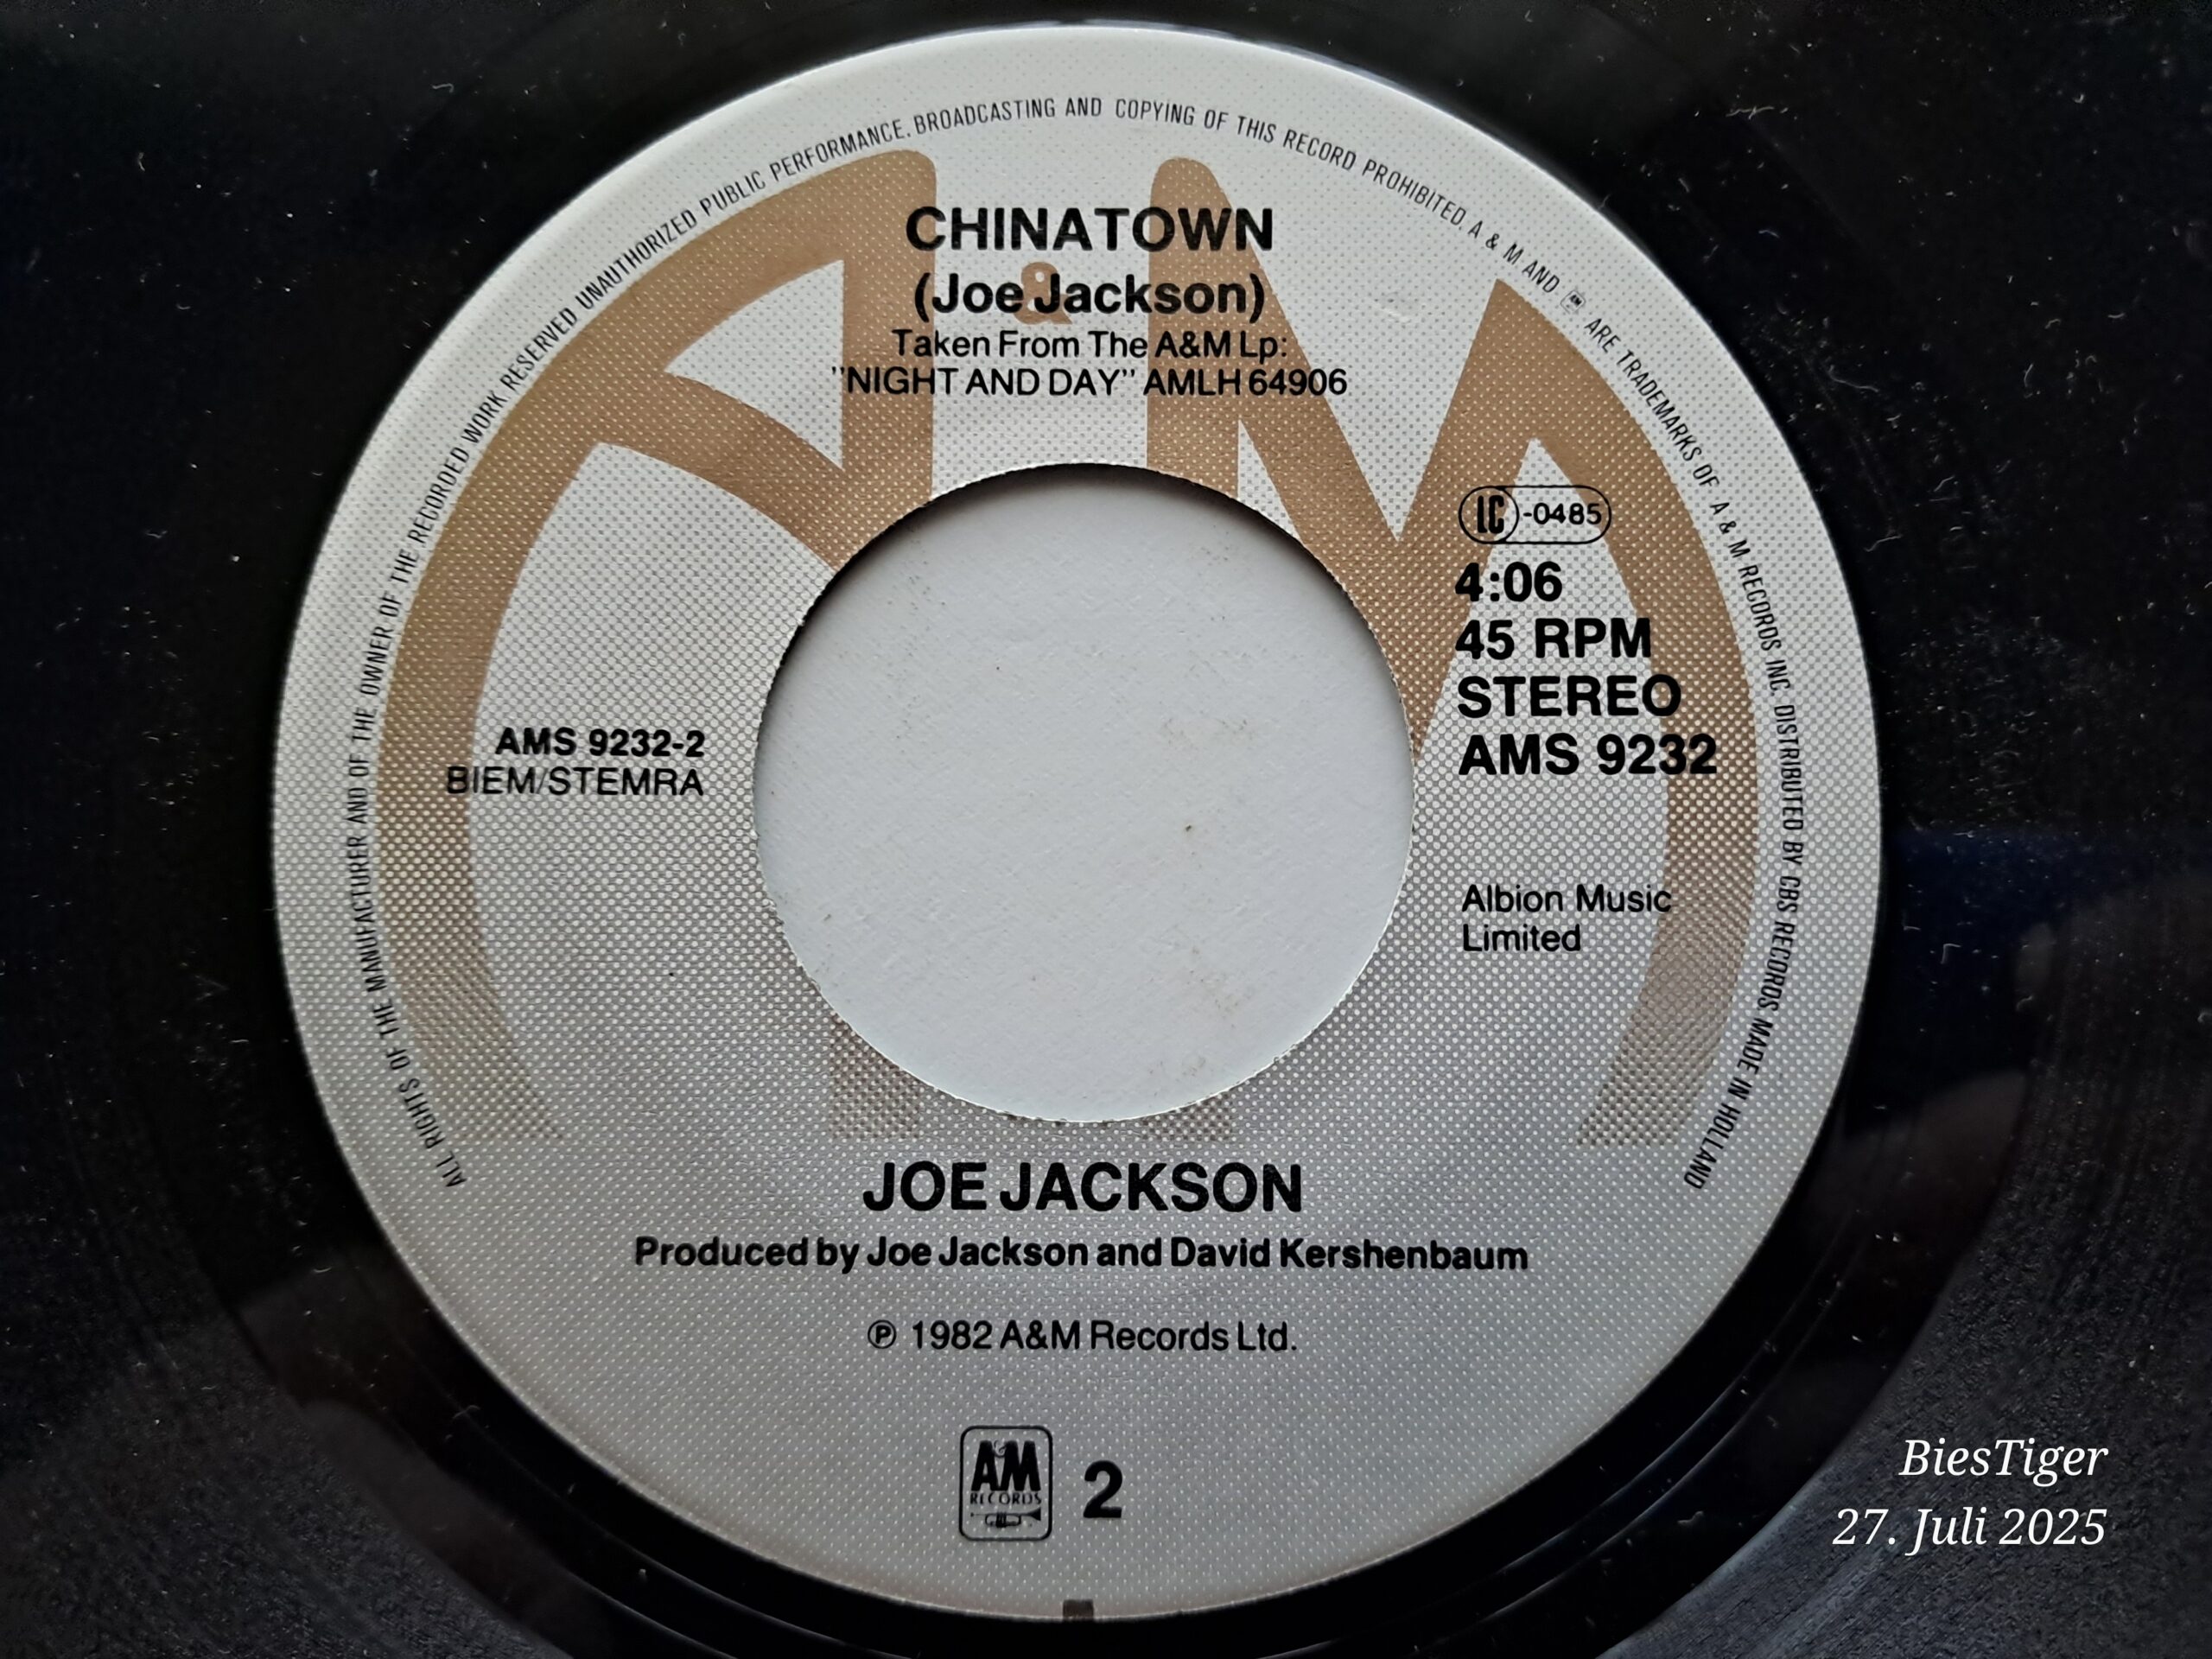 ALL RIGHTS OF THE MANUFACTURER AND OF THE OWNER OF THE RECORDED WORK RESERVED UNAUTHORIZED PUBLIC PERFORMANCE. BROADCASTING AND COPYING OF THIS RECORD PROHIBITED. A & M AND AM ARE TRADEMARKS OF A & M RECORDS INC. DISTRIBUTED BY CBS RECORDS MADE IN HOLLAND
A & M
CHINATOWN
(Joe Jackson)
Taken From The A&M Lp:
"NIGHT AND DAY" AMLH 64906
LC-0485
4:06
45 RPM
STEREO
AMS 9232
AMS 9232-2
BIEM/STEMRA
Albion Music
Limited
JOE JACKSON
Produced by Joe Jackson and David Kershenbaum
℗ 1982 A&M Records Ltd.
A&M
RECORDS
2
BiesTiger
27. Juli 2025